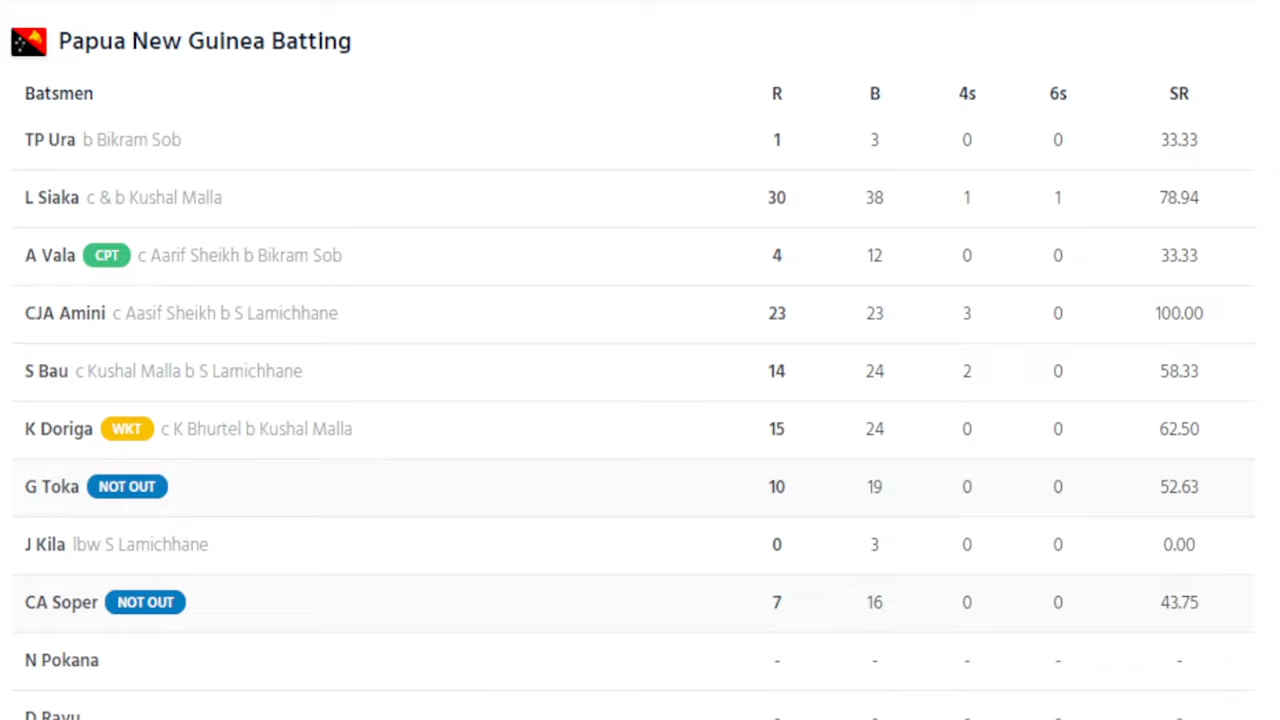 Papua New Guinea Batting
Batsmen R B 4s 6s SR
TP Ura b Bikram Sob 1 3 0 0 33.33
L Siaka c & b Kushal Malla 30 38 1 1 78.94
A Vala CPT c Aarif Sheikh b Bikram Sob 4 12 0 0 33.33
CJA Amini c Aasif Sheikh b S Lamichhane 23 23 3 0 100.00
S Bau c Kushal Malla b S Lamichhane 14 24 2 0 58.33
K Doriga WKT c K Bhurtel b Kushal Malla 15 24 0 0 62.50
G Toka NOT OUT 10 19 0 0 52.63
J Kila lbw S Lamichhane 0 3 0 0 0.00
CA Soper NOT OUT 7 16 0 0 43.75
N Pokana - - - - -
D Ravu - - - - -